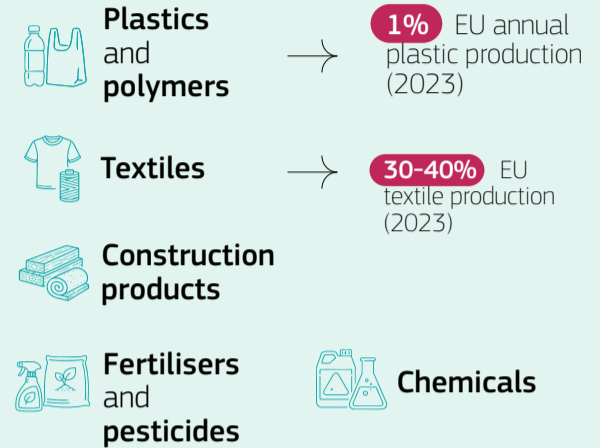 Plastics
and
polymers
1% EU annual
plastic production
(2023)
Textiles
30-40% EU
textile production
(2023)
Construction
products
Fertilisers
and
pesticides
Chemicals